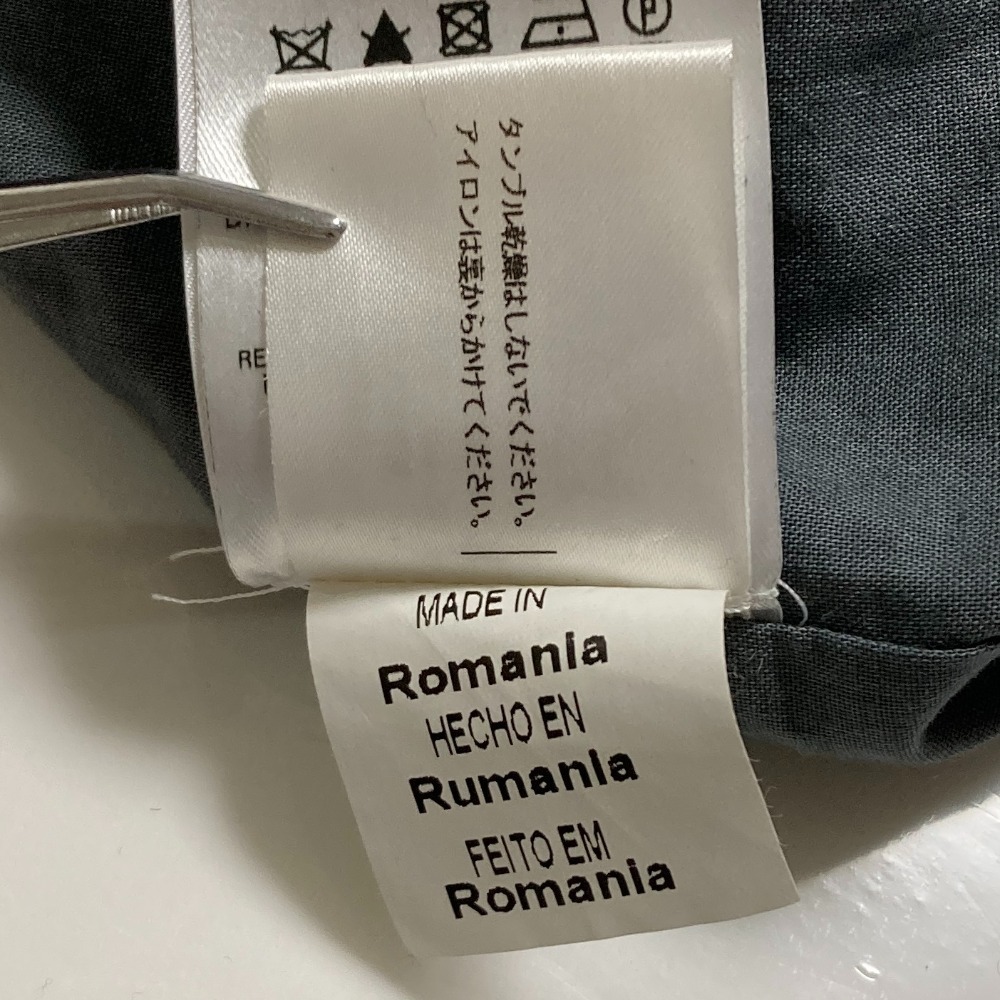 P
RE
タンブル乾燥はしないでください。
アイロンは裏からかけてください。
MADE IN
Romania
HECHO EN
Rumania
FEITO EM
Romania